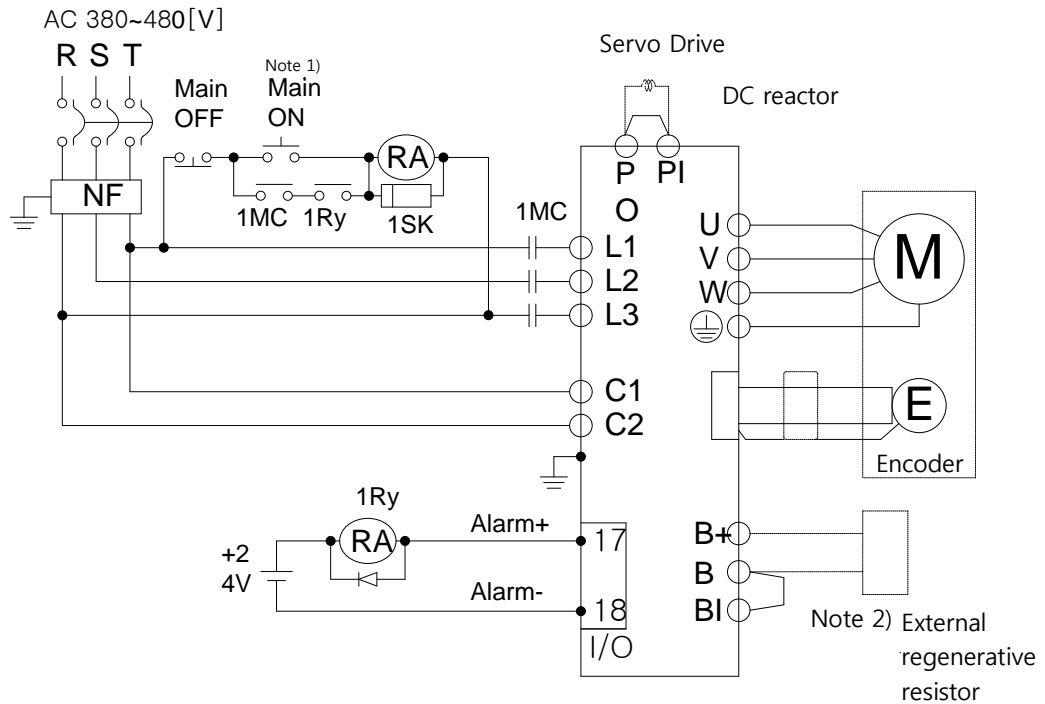 AC 380~480[V]
R S T
Servo Drive
DC reactor
Note 1)
Main
OFF
Main
ON
RA
NF
1MC
1Ry
1SK
1MC
P
O
PI
L1
L2
L3
C1
C2
U
V
W
M
E
Encoder
1Ry
RA
+2
4V
Alarm+
Alarm-
17
18
I/O
B+
B
BI
Note 2)
External
regenerative
resistor